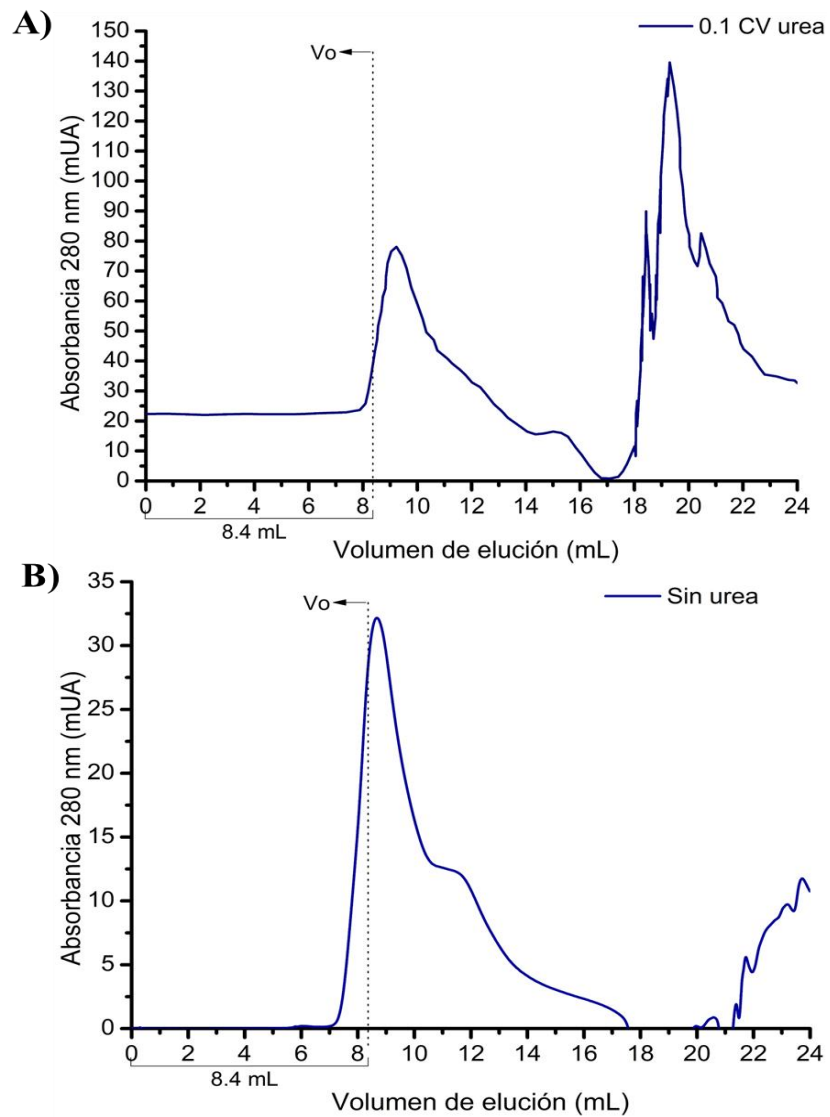 A)
0.1 CV urea
Vo
Absorbancia 280 nm (mUA)
150
140
130
120
110
100
90
80
70
60
50
40
30
20
10
0
0 2 4 6 8 10 12 14 16 18 20 22 24
8.4 mL
Volumen de elución (mL)
B)
Sin urea
Vo
Absorbancia 280 nm (mUA)
35
30
25
20
15
10
5
0
0 2 4 6 8 10 12 14 16 18 20 22 24
8.4 mL
Volumen de elución (mL)